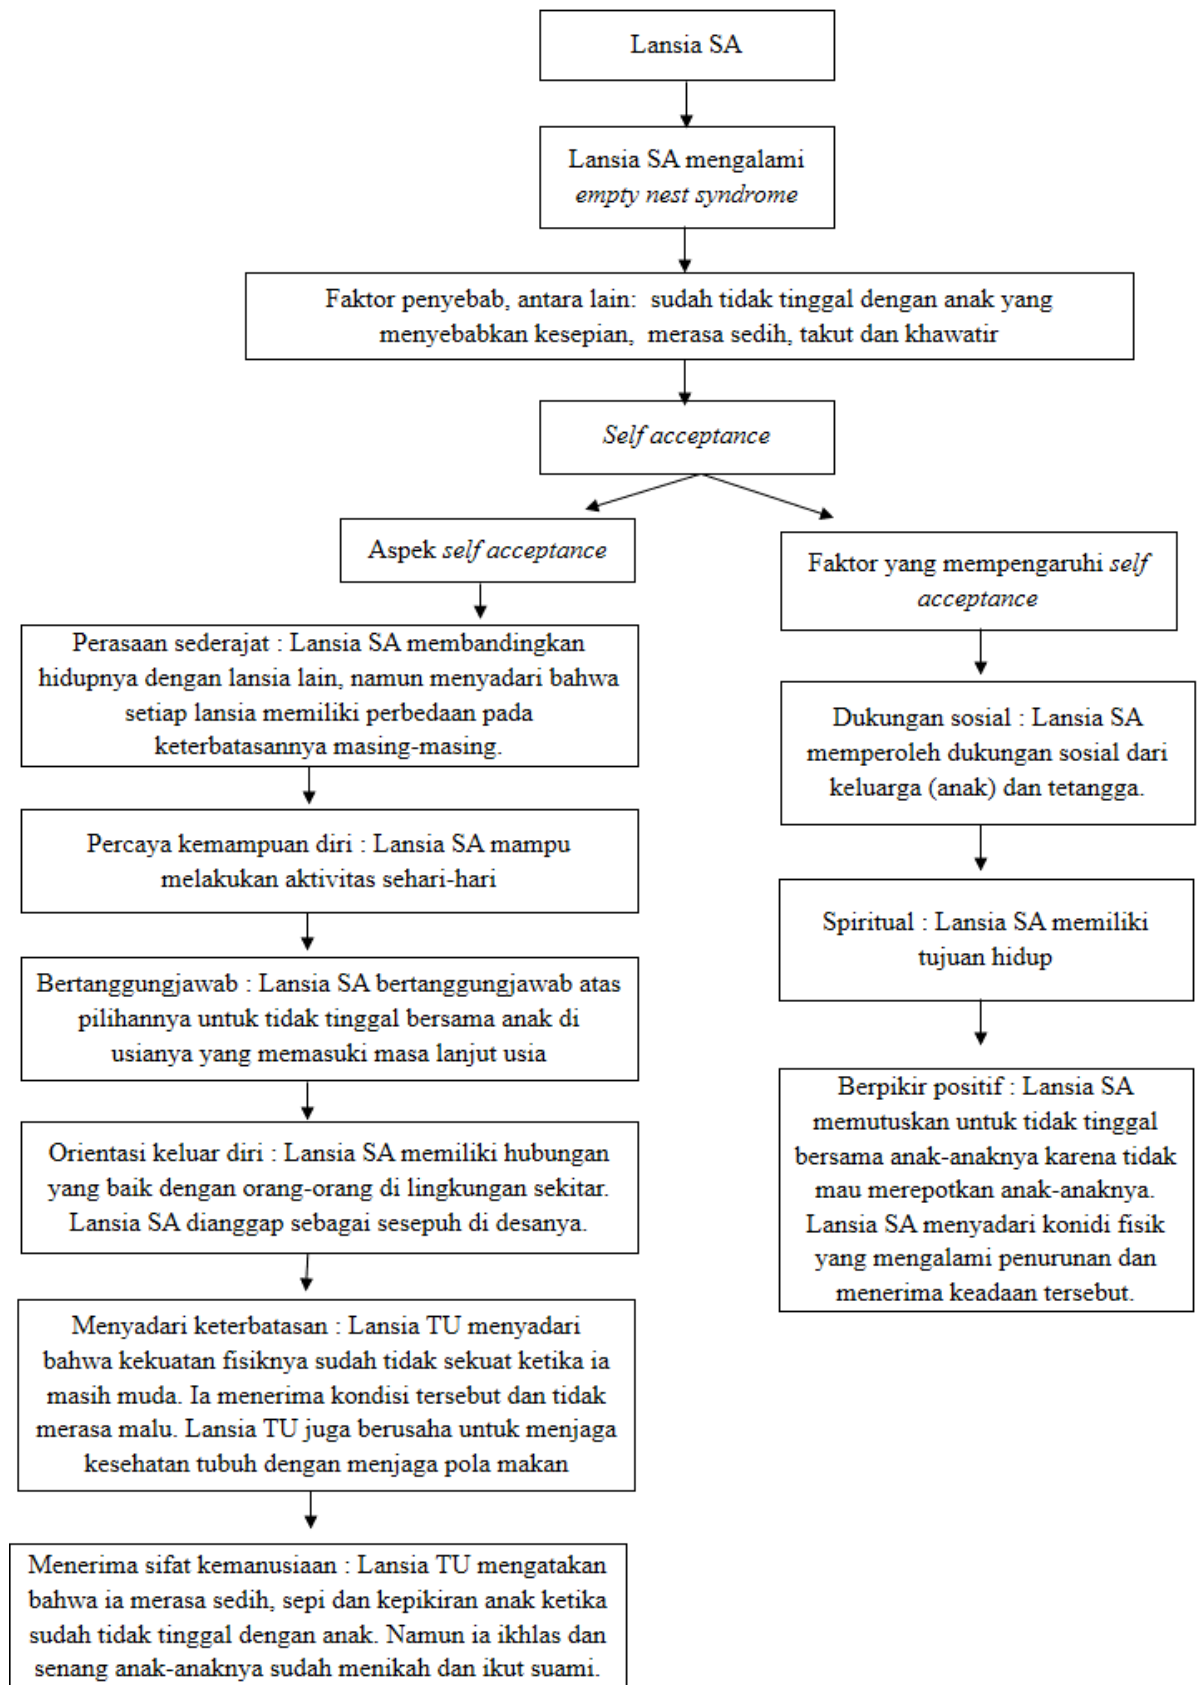 Lansia SA
Lansia SA mengalami
empty nest syndrome
Faktor penyebab, antara lain: sudah tidak tinggal dengan anak yang
menyebabkan kesepian, merasa sedih, takut dan khawatir
Self acceptance
Aspek self acceptance
Perasaan sederajat : Lansia SA membandingkan
hidupnya dengan lansia lain, namun menyadari bahwa
setiap lansia memiliki perbedaan pada
keterbatasannya masing-masing.
Percaya kemampuan diri : Lansia SA mampu
melakukan aktivitas sehari-hari
Bertanggungjawab : Lansia SA bertanggungjawab atas
pilihannya untuk tidak tinggal bersama anak di
usianya yang memasuki masa lanjut usia
Orientasi keluar diri : Lansia SA memiliki hubungan
yang baik dengan orang-orang di lingkungan sekitar.
Lansia SA dianggap sebagai sesepuh di desanya.
Menyadari keterbatasan : Lansia TU menyadari
bahwa kekuatan fisiknya sudah tidak sekuat ketika ia
masih muda. Ia menerima kondisi tersebut dan tidak
merasa malu. Lansia TU juga berusaha untuk menjaga
kesehatan tubuh dengan menjaga pola makan
Menerima sifat kemanusiaan : Lansia TU mengatakan
bahwa ia merasa sedih, sepi dan kepikiran anak ketika
sudah tidak tinggal dengan anak. Namun ia ikhlas dan
senang anak-anaknya sudah menikah dan ikut suami.
Faktor yang mempengaruhi self
acceptance
Dukungan sosial : Lansia SA
memperoleh dukungan sosial dari
keluarga (anak) dan tetangga.
Spiritual : Lansia SA memiliki
tujuan hidup
Berpikir positif : Lansia SA
memutuskan untuk tidak tinggal
bersama anak-anaknya karena tidak
mau merepotkan anak-anaknya.
Lansia SA menyadari konidi fisik
yang mengalami penurunan dan
menerima keadaan tersebut.